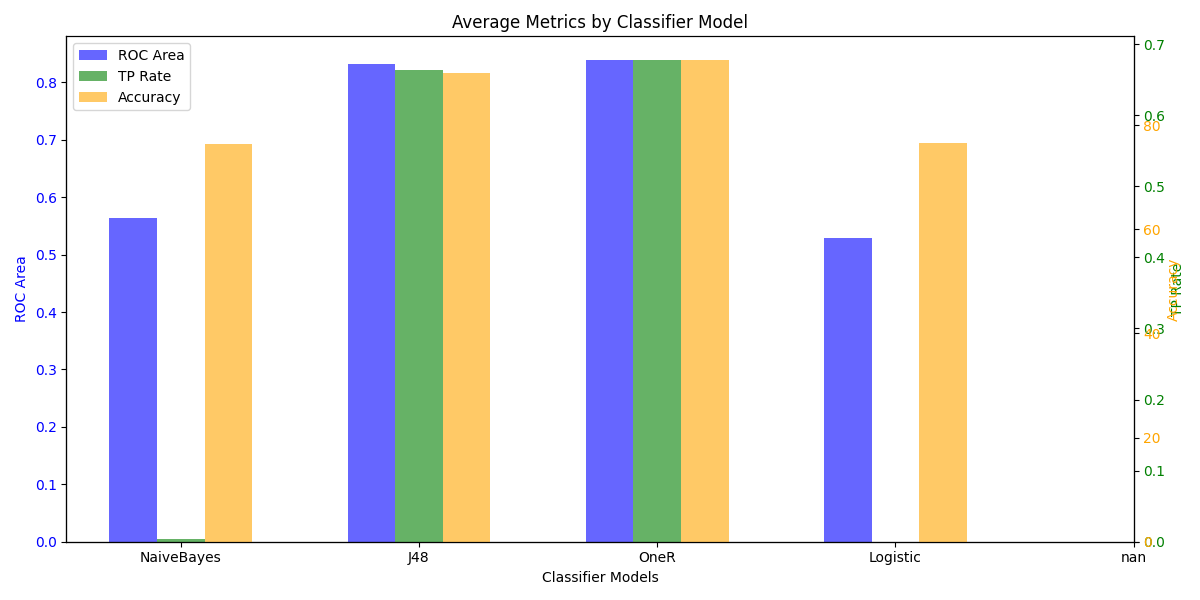 Average Metrics by Classifier Model
ROC Area
TP Rate
Accuracy
0.8
0.7
0.6
0.5
0.4
0.3
0.2
0.1
0.0
ROC Area
0.7
0.6
0.5
0.4
0.3
0.2
0.1
0.0
TP Rate
80
60
40
20
0
Accuracy
NaiveBayes
J48
OneR
Logistic
nan
Classifier Models